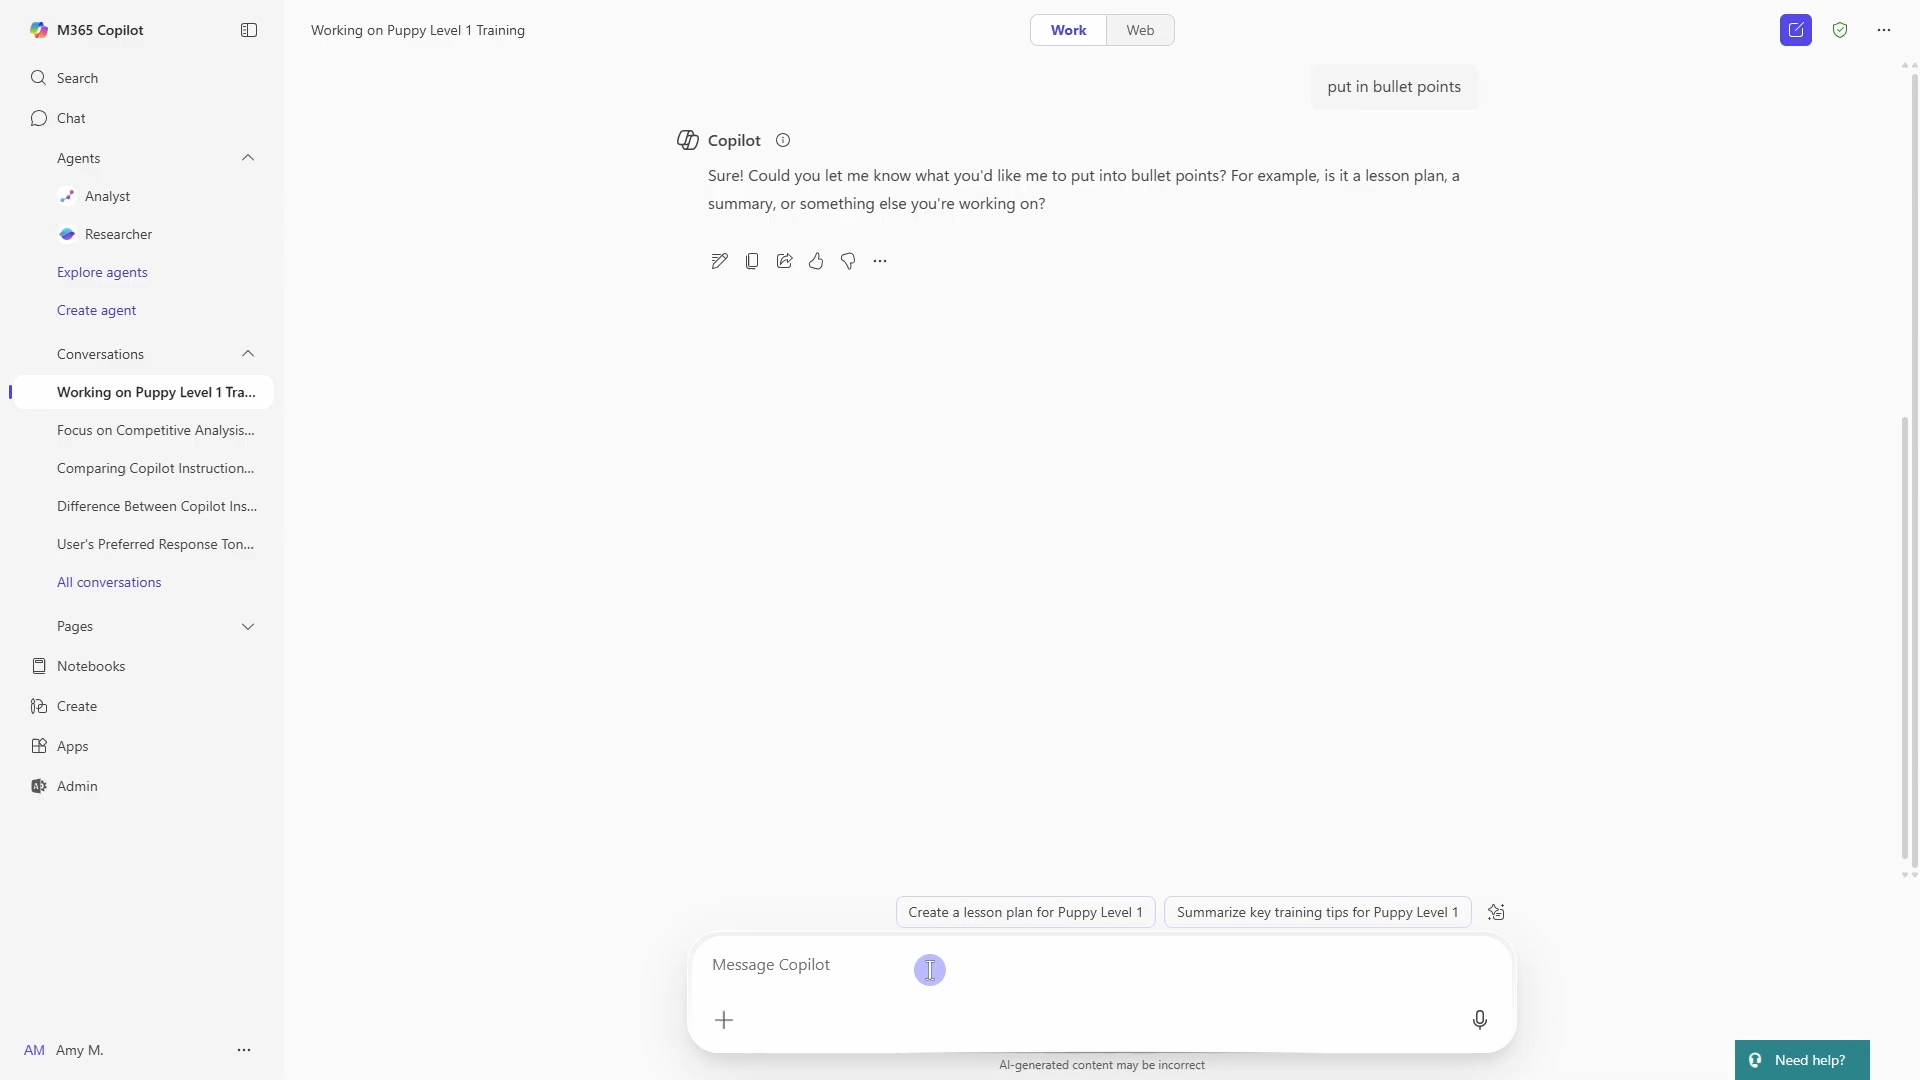 M365 Copilot
Search
Chat
Agents
Analyst
Researcher
Explore agents
Create agent
Conversations
Working on Puppy Level 1 Tra...
Focus on Competitive Analysis...
Comparing Copilot Instruction...
Difference Between Copilot Ins...
User's Preferred Response Ton...
All conversations
Pages
Notebooks
Create
Apps
Admin
AM Amy M.
Working on Puppy Level 1 Training
Work Web
put in bullet points
Copilot
Sure! Could you let me know what you'd like me to put into bullet points? For example, is it a lesson plan, a
summary, or something else you're working on?
Create a lesson plan for Puppy Level 1
Summarize key training tips for Puppy Level 1
Message Copilot
AI-generated content may be incorrect
Need help?